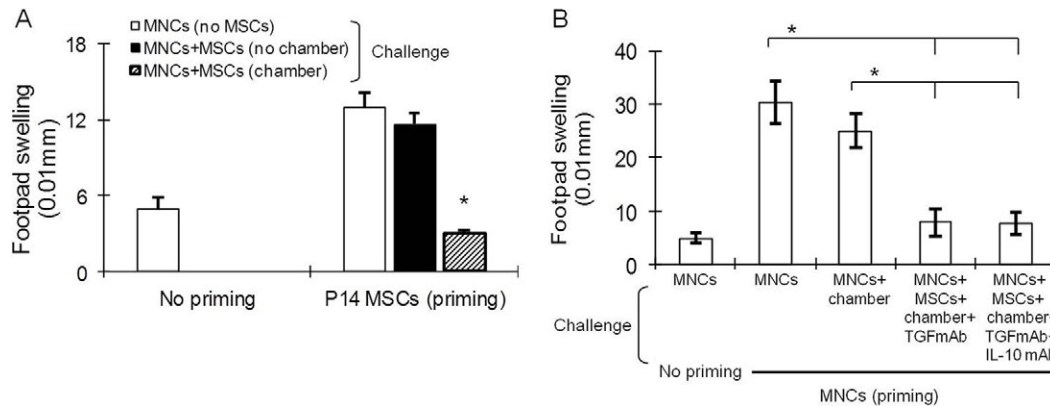 A
MNCs (no MSCs)
MNCs+MSCs (no chamber)
MNCs+MSCs (chamber)
Challenge
Footpad swelling
(0.01mm)
18
12
6
0
*
No priming
P14 MSCs (priming)
B
Footpad swelling
(0.01mm)
40
30
20
10
0
*
*
MNCs
MNCs
MNCs+
chamber
MNCs+
MSCs+
chamber+
TGFmAb
MNCs+
MSCs+
chamber+
TGFmAb+
IL-10 mAb
Challenge
No priming
MNCs (priming)